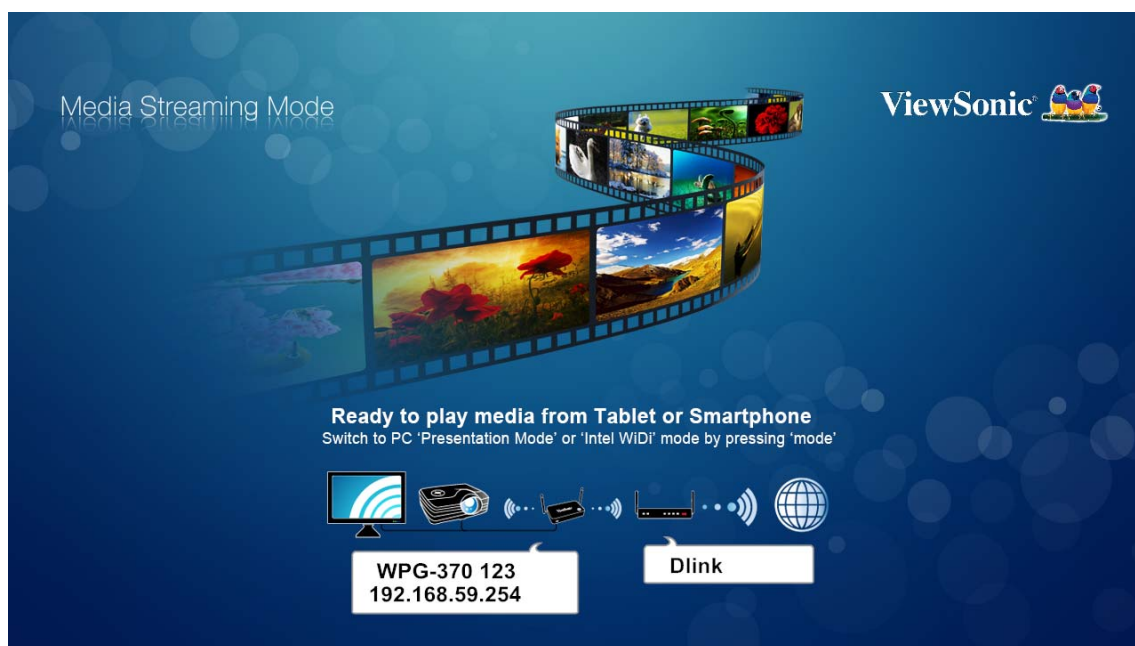 Media Streaming Mode
ViewSonic®
Ready to play media from Tablet or Smartphone
Switch to PC 'Presentation Mode' or 'Intel WiDi' mode by pressing 'mode'
WPG-370 123
192.168.59.254
Dlink